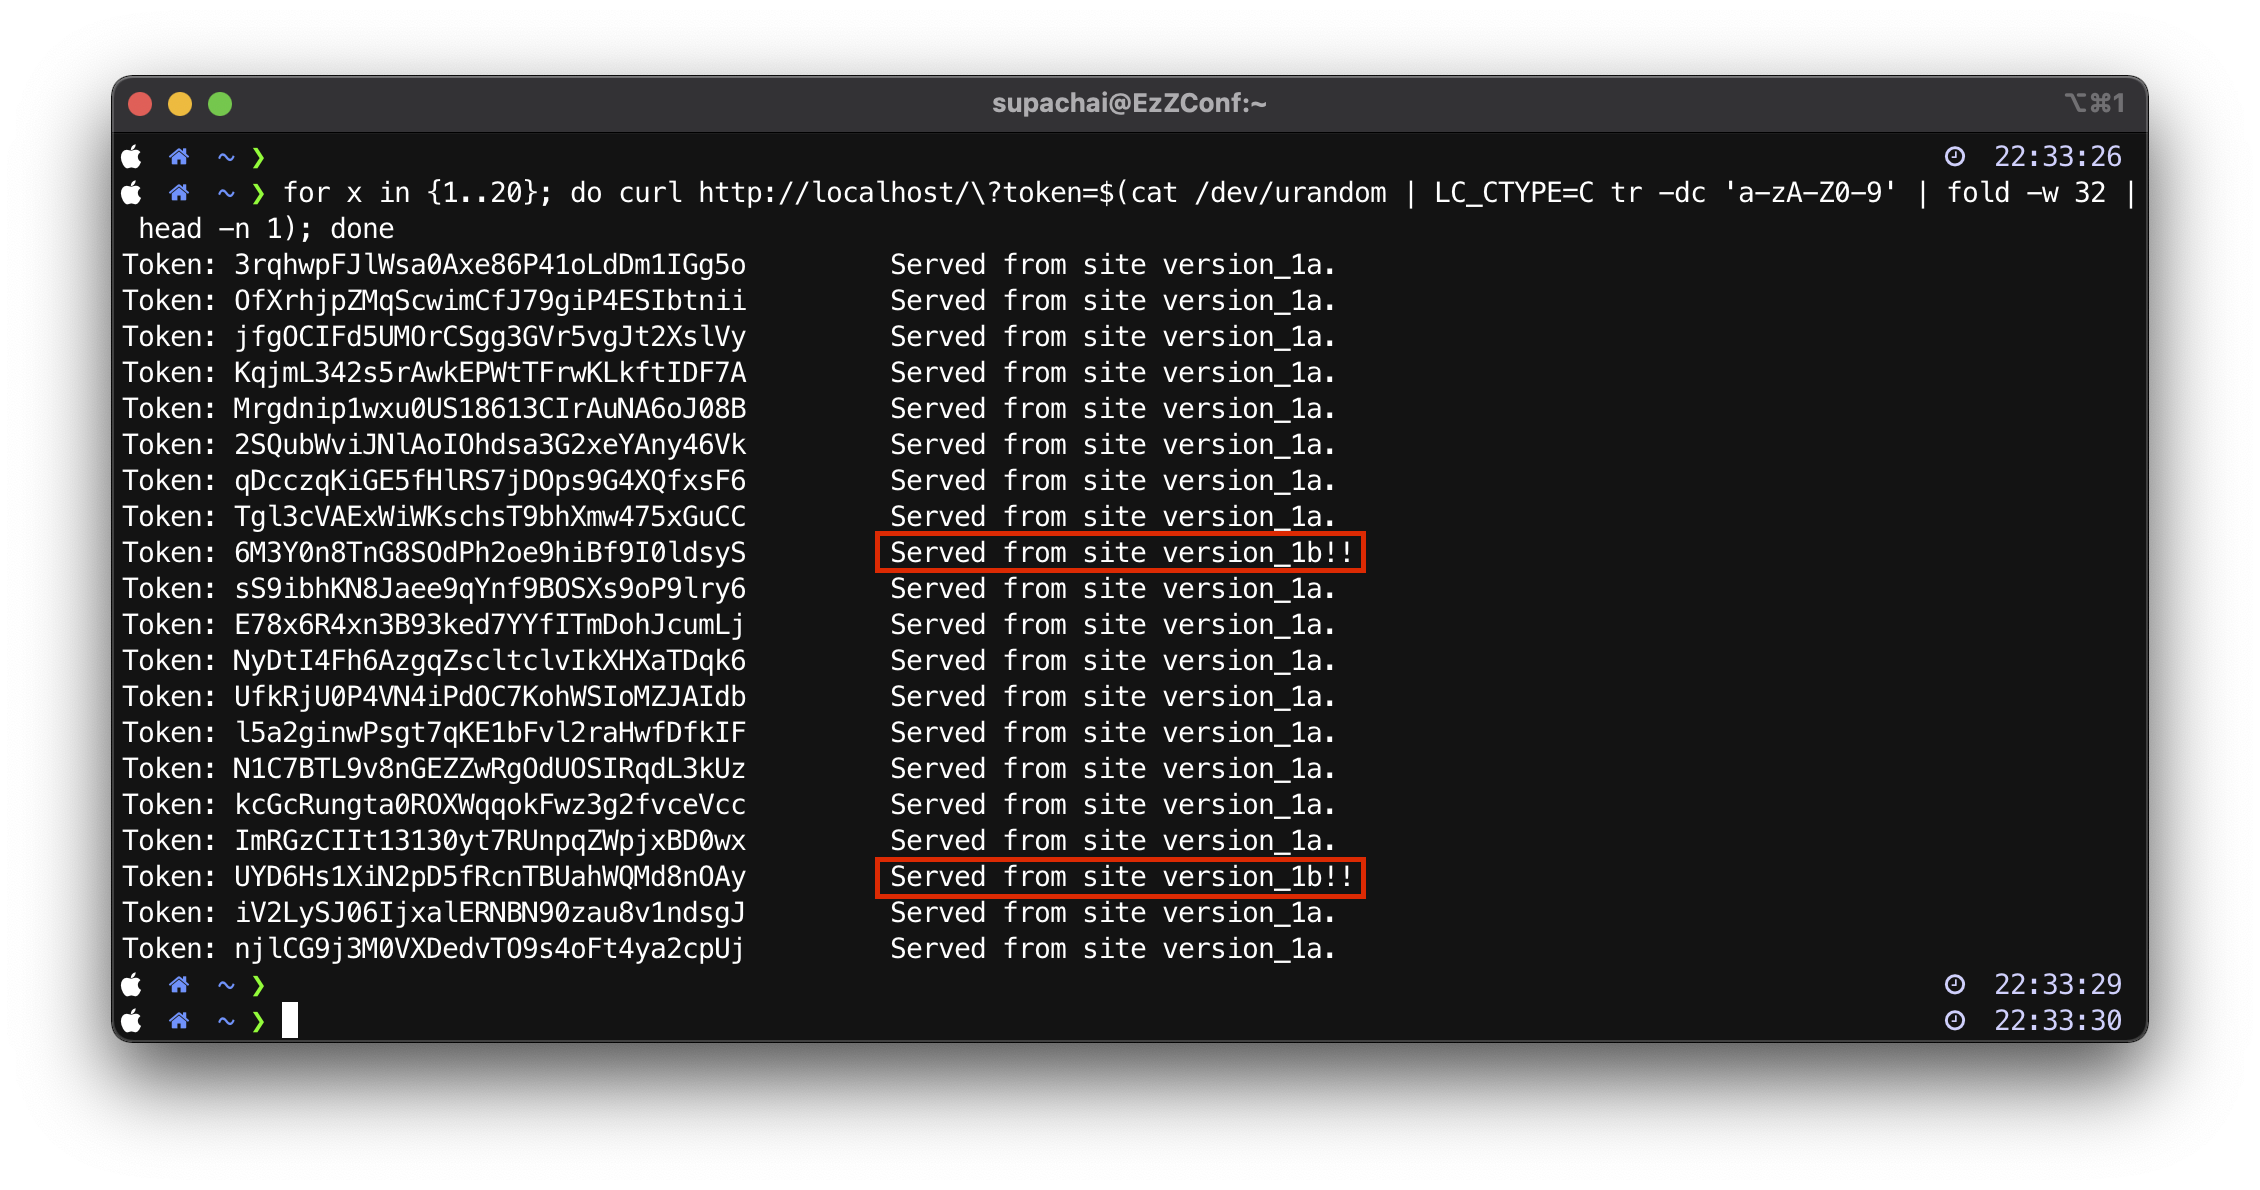 supachai@EzZConf:~
⌥⌘1
~ ❯ 22:33:26
~ ❯ for x in {1..20}; do curl http://localhost/\?token=$(cat /dev/urandom | LC_CTYPE=C tr -dc 'a-zA-Z0-9' | fold -w 32 |
head -n 1); done
Token: 3rqhwpFJlWsa0Axe86P41oLdDm1IGg5o Served from site version_1a.
Token: OfXrhjpZMqScwimCfJ79giP4ESIbtnii Served from site version_1a.
Token: jfgOCIFd5UMOrCSgg3GVr5vgJt2XslVy Served from site version_1a.
Token: KqjmL342s5rAwkEPWtTFrwKLkftIDF7A Served from site version_1a.
Token: Mrgdnip1wxu0US18613CIrAuNA6oJ08B Served from site version_1a.
Token: 2SQubWviJNlAoIOhdsa3G2xeYAny46Vk Served from site version_1a.
Token: qDcczqKiGE5fHlRS7jDOps9G4XQfxsF6 Served from site version_1a.
Token: Tgl3cVAExWiWKschsT9bhXmw475xGuCC Served from site version_1a.
Token: 6M3Y0n8TnG8SOdPh2oe9hiBf9I0ldsyS Served from site version_1b!!
Token: sS9ibhKN8Jaee9qYnf9BOSXs9oP9lry6 Served from site version_1a.
Token: E78x6R4xn3B93ked7YYfITmDohJcumLj Served from site version_1a.
Token: NyDtI4Fh6AzgqZscltclvIkXHXaTDqk6 Served from site version_1a.
Token: UfkRjU0P4VN4iPdOC7KohWSIoMZJAIdb Served from site version_1a.
Token: l5a2ginwPsgt7qKE1bFvl2raHwfDfkIF Served from site version_1a.
Token: N1C7BTL9v8nGEZZwRgOdUOSIRqdL3kUz Served from site version_1a.
Token: kcGcRungta0ROXWqqokFwz3g2fvceVcc Served from site version_1a.
Token: ImRGzCIIt13130yt7RUnpqZWpjxBD0wx Served from site version_1a.
Token: UYD6Hs1XiN2pD5fRcnTBUahWQMd8nOAy Served from site version_1b!!
Token: iV2LySJ06IjxalERNBN90zau8v1ndsgJ Served from site version_1a.
Token: njlCG9j3M0VXDedvTO9s4oFt4ya2cpUj Served from site version_1a.
~ ❯ 22:33:29
~ ❯ 22:33:30